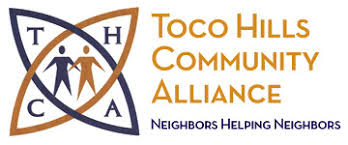 T H
C A
Toco Hills
Community
Alliance
Neighbors Helping Neighbors